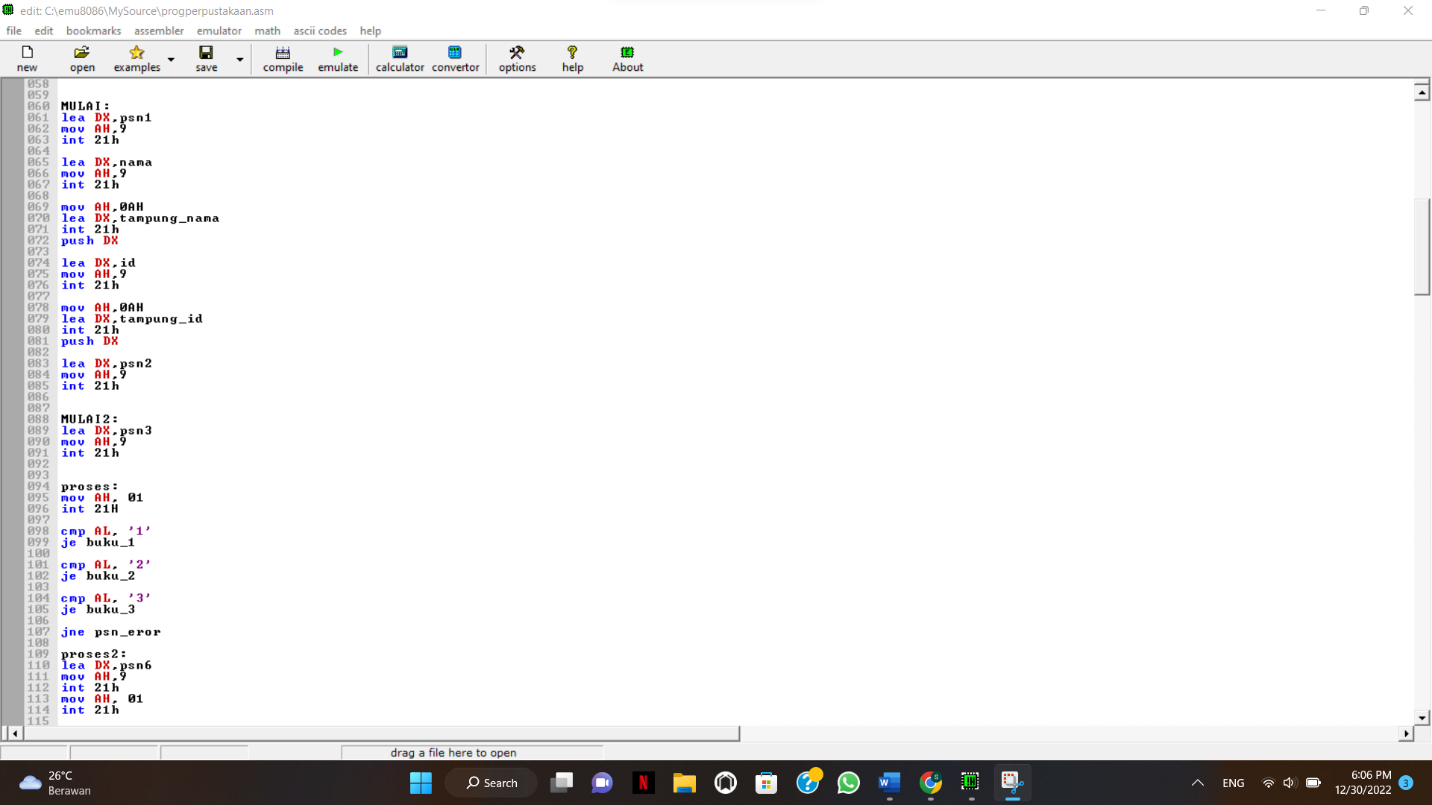 edit: C:\emu8086\MySource\progperpustakaan.asm
file edit bookmarks assembler emulator math ascii codes help
new open examples save compile emulate calculator convertor options help About
058
059
060 MULAI:
061 lea DX,psn1
062 mov AH,9
063 int 21h
064
065 lea DX,nama
066 mov AH,9
067 int 21h
068
069 mov AH,0AH
070 lea DX,tampung_nama
071 int 21h
072 push DX
073
074 lea DX,id
075 mov AH,9
076 int 21h
077
078 mov AH,0AH
079 lea DX,tampung_id
080 int 21h
081 push DX
082
083 lea DX,psn2
084 mov AH,9
085 int 21h
086
087
088 MULAI2:
089 lea DX,psn3
090 mov AH,9
091 int 21h
092
093
094 proses:
095 mov AH, 01
096 int 21H
097
098 cmp AL, '1'
099 je buku_1
100
101 cmp AL, '2'
102 je buku_2
103
104 cmp AL, '3'
105 je buku_3
106
107 jne psn_eror
108
109 proses2:
110 lea DX,psn6
111 mov AH,9
112 int 21h
113 mov AH, 01
114 int 21h
115
drag a file here to open
26°C
Berawan
Search
ENG
6:06 PM
12/30/2022
3